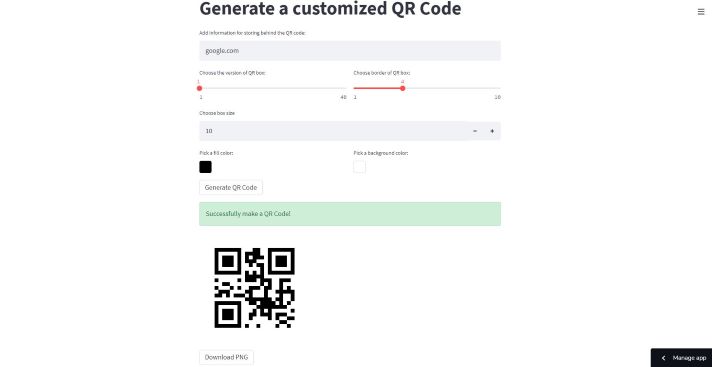 Generate a customized QR Code
Add information for storing behind the QR code:
google.com
Choose the version of QR box: Choose border of QR box:
1 4
1 40 1 10
Choose box size
10 − +
Pick a fill color: Pick a background color:
Generate QR Code
Successfully make a QR Code!
Download PNG
Manage app